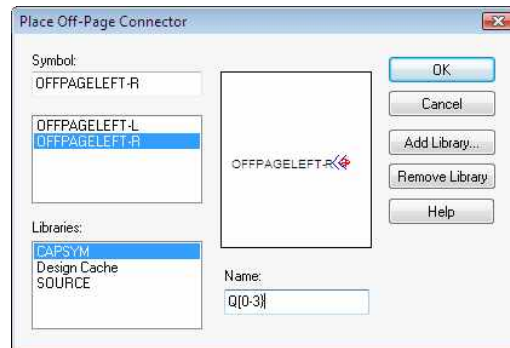 Place Off-Page Connector
Symbol:
OFFPAGELEFT-R
OFFPAGELEFT-L
OFFPAGELEFT-R
Libraries:
CAPSYM
Design Cache
SOURCE
OFFPAGELEFT-R
Name:
Q[0-3}
OK
Cancel
Add Library...
Remove Library
Help